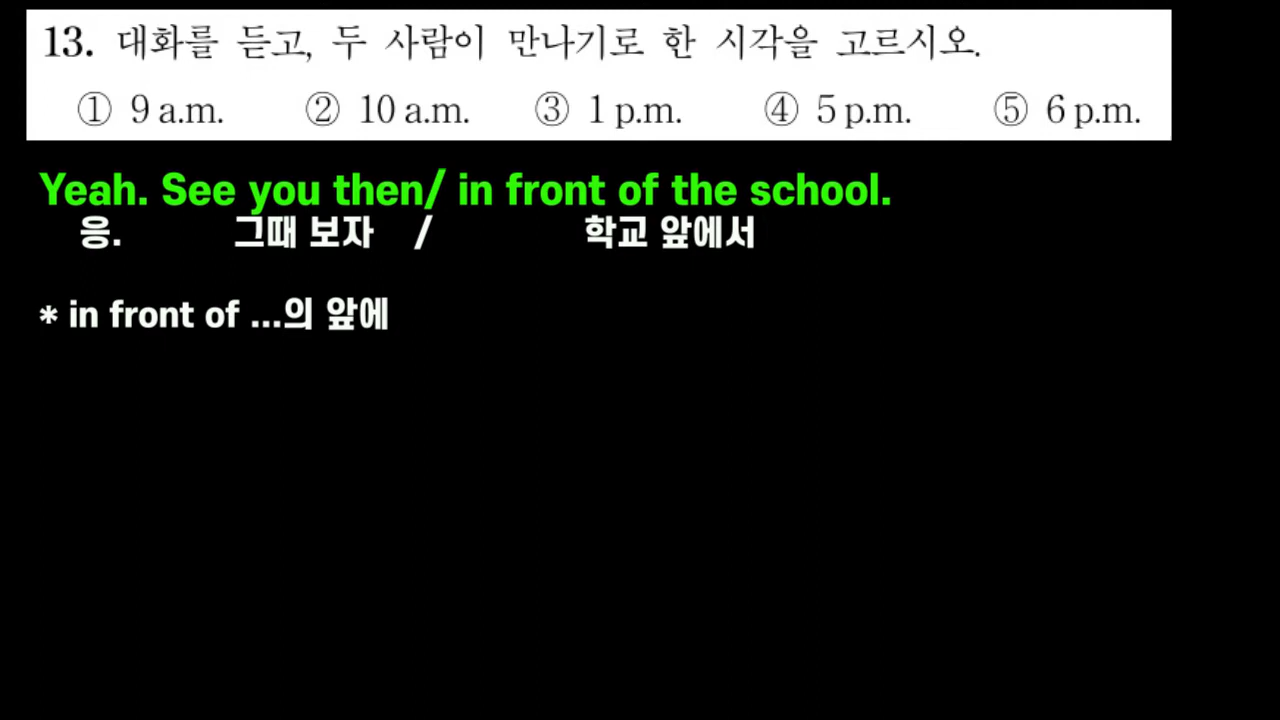 13. 대화를 듣고, 두 사람이 만나기로 한 시각을 고르시오.
① 9 a.m. ② 10 a.m. ③ 1 p.m. ④ 5 p.m. ⑤ 6 p.m.
Yeah. See you then/ in front of the school.
응. 그때 보자 / 학교 앞에서
* in front of ...의 앞에